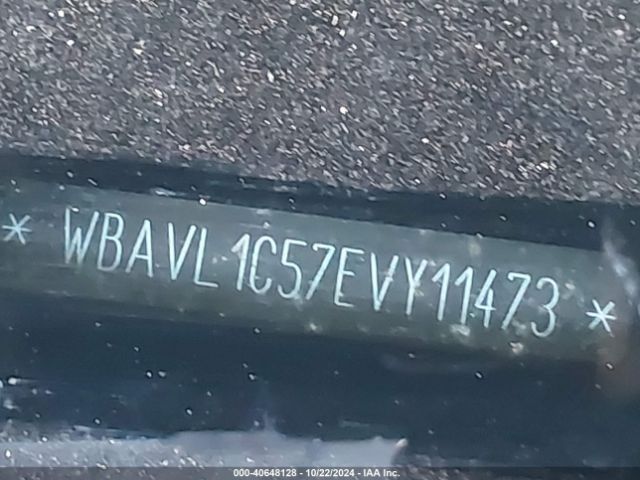 * WBAVL1C57EVY11473 *
000-40648128 - 10/22/2024 - IAA Inc.